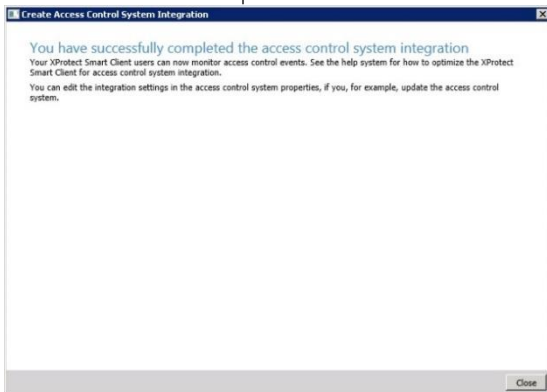 Create Access Control System Integration
You have successfully completed the access control system integration
Your XProtect Smart Client users can now monitor access control events. See the help system for how to optimize the XProtect
Smart Client for access control system integration.
You can edit the integration settings in the access control system properties, if you, for example, update the access control
system.
Close